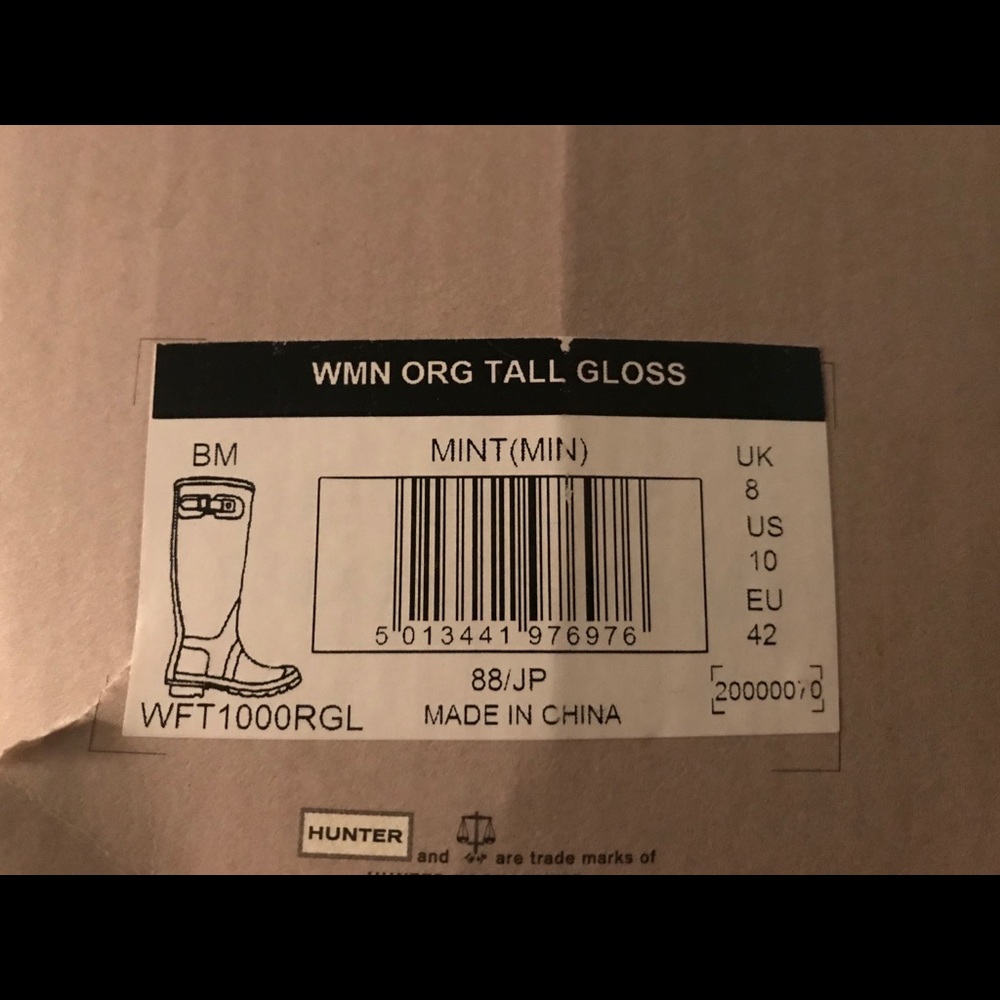 WMN ORG TALL GLOSS
BM
MINT(MIN)
UK
8
US
10
EU
42
5 013441 976976
88/JP
WFT1000RGL
MADE IN CHINA
HUNTER
and are trade marks of